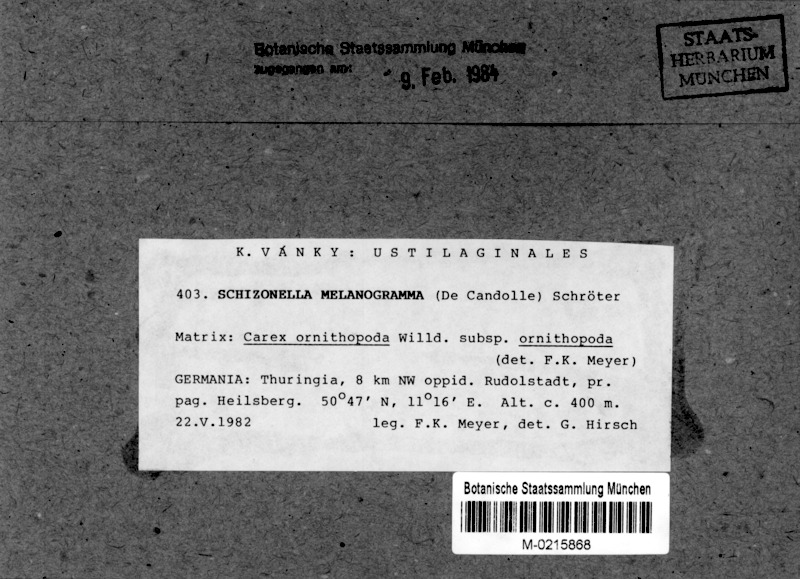 Botanische Staatssammlung München
zugegangen am:
9. Feb. 1984
STAATS-
HERBARIUM
MÜNCHEN
K. VÁNKY: USTILAGINALES
403. SCHIZONELLA MELANOGRAMMA (De Candolle) Schröter
Matrix: Carex ornithopoda Willd. subsp. ornithopoda
(det. F.K. Meyer)
GERMANIA: Thuringia, 8 km NW oppid. Rudolstadt, pr.
pag. Heilsberg. 50°47′ N, 11°16′ E. Alt. c. 400 m.
22.V.1982 leg. F.K. Meyer, det. G. Hirsch
Botanische Staatssammlung München
M-0215868